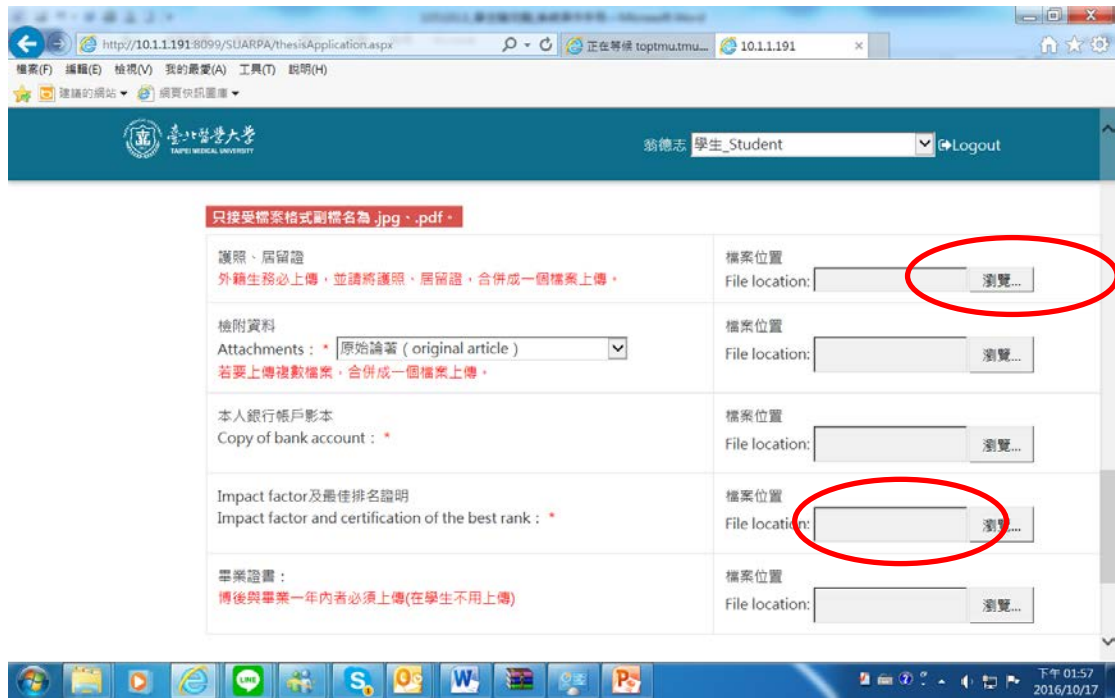 http://10.1.1.191:8099/SUARPA/thesisApplication.aspx
正在等候 toptmu.tmu...
10.1.1.191
檔案(F) 編輯(E) 檢視(V) 我的最愛(A) 工具(T) 說明(H)
建議的網站 網頁快訊圖庫
臺北醫學大學
TAIPEI MEDICAL UNIVERSITY
翁德志 學生_Student Logout
只接受檔案格式副檔名為 .jpg、.pdf。
護照、居留證
外籍生務必上傳，並請將護照、居留證，合併成一個檔案上傳。
檔案位置
File location: 瀏覽...
檢附資料
Attachments：* 原始論著 ( original article )
若要上傳複數檔案，合併成一個檔案上傳。
檔案位置
File location: 瀏覽...
本人銀行帳戶影本
Copy of bank account：*
檔案位置
File location: 瀏覽...
Impact factor及最佳排名證明
Impact factor and certification of the best rank：*
檔案位置
File location: 瀏覽...
畢業證書：
博後與畢業一年內者必須上傳(在學生不用上傳)
檔案位置
File location: 瀏覽...
下午 01:57
2016/10/17